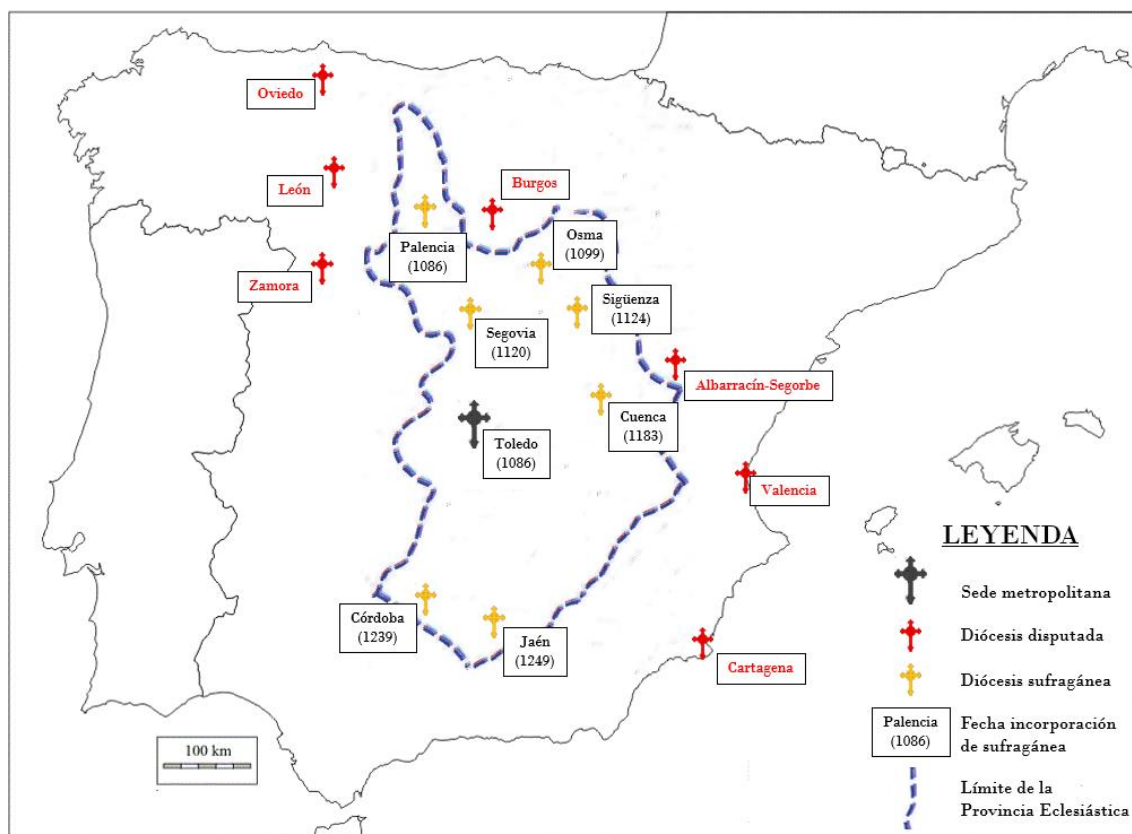 Oviedo
León
Burgos
Palencia
(1086)
Osma
(1099)
Zamora
Sigüenza
(1124)
Segovia
(1120)
Albarracín-Segorbe
Cuenca
(1183)
Toledo
(1086)
Valencia
Córdoba
(1239)
Jaén
(1249)
Cartagena
100 km
LEYENDA
Sede metropolitana
Diócesis disputada
Diócesis sufragánea
Palencia
(1086)
Fecha incorporación
de sufragánea
Límite de la
Provincia Eclesiástica